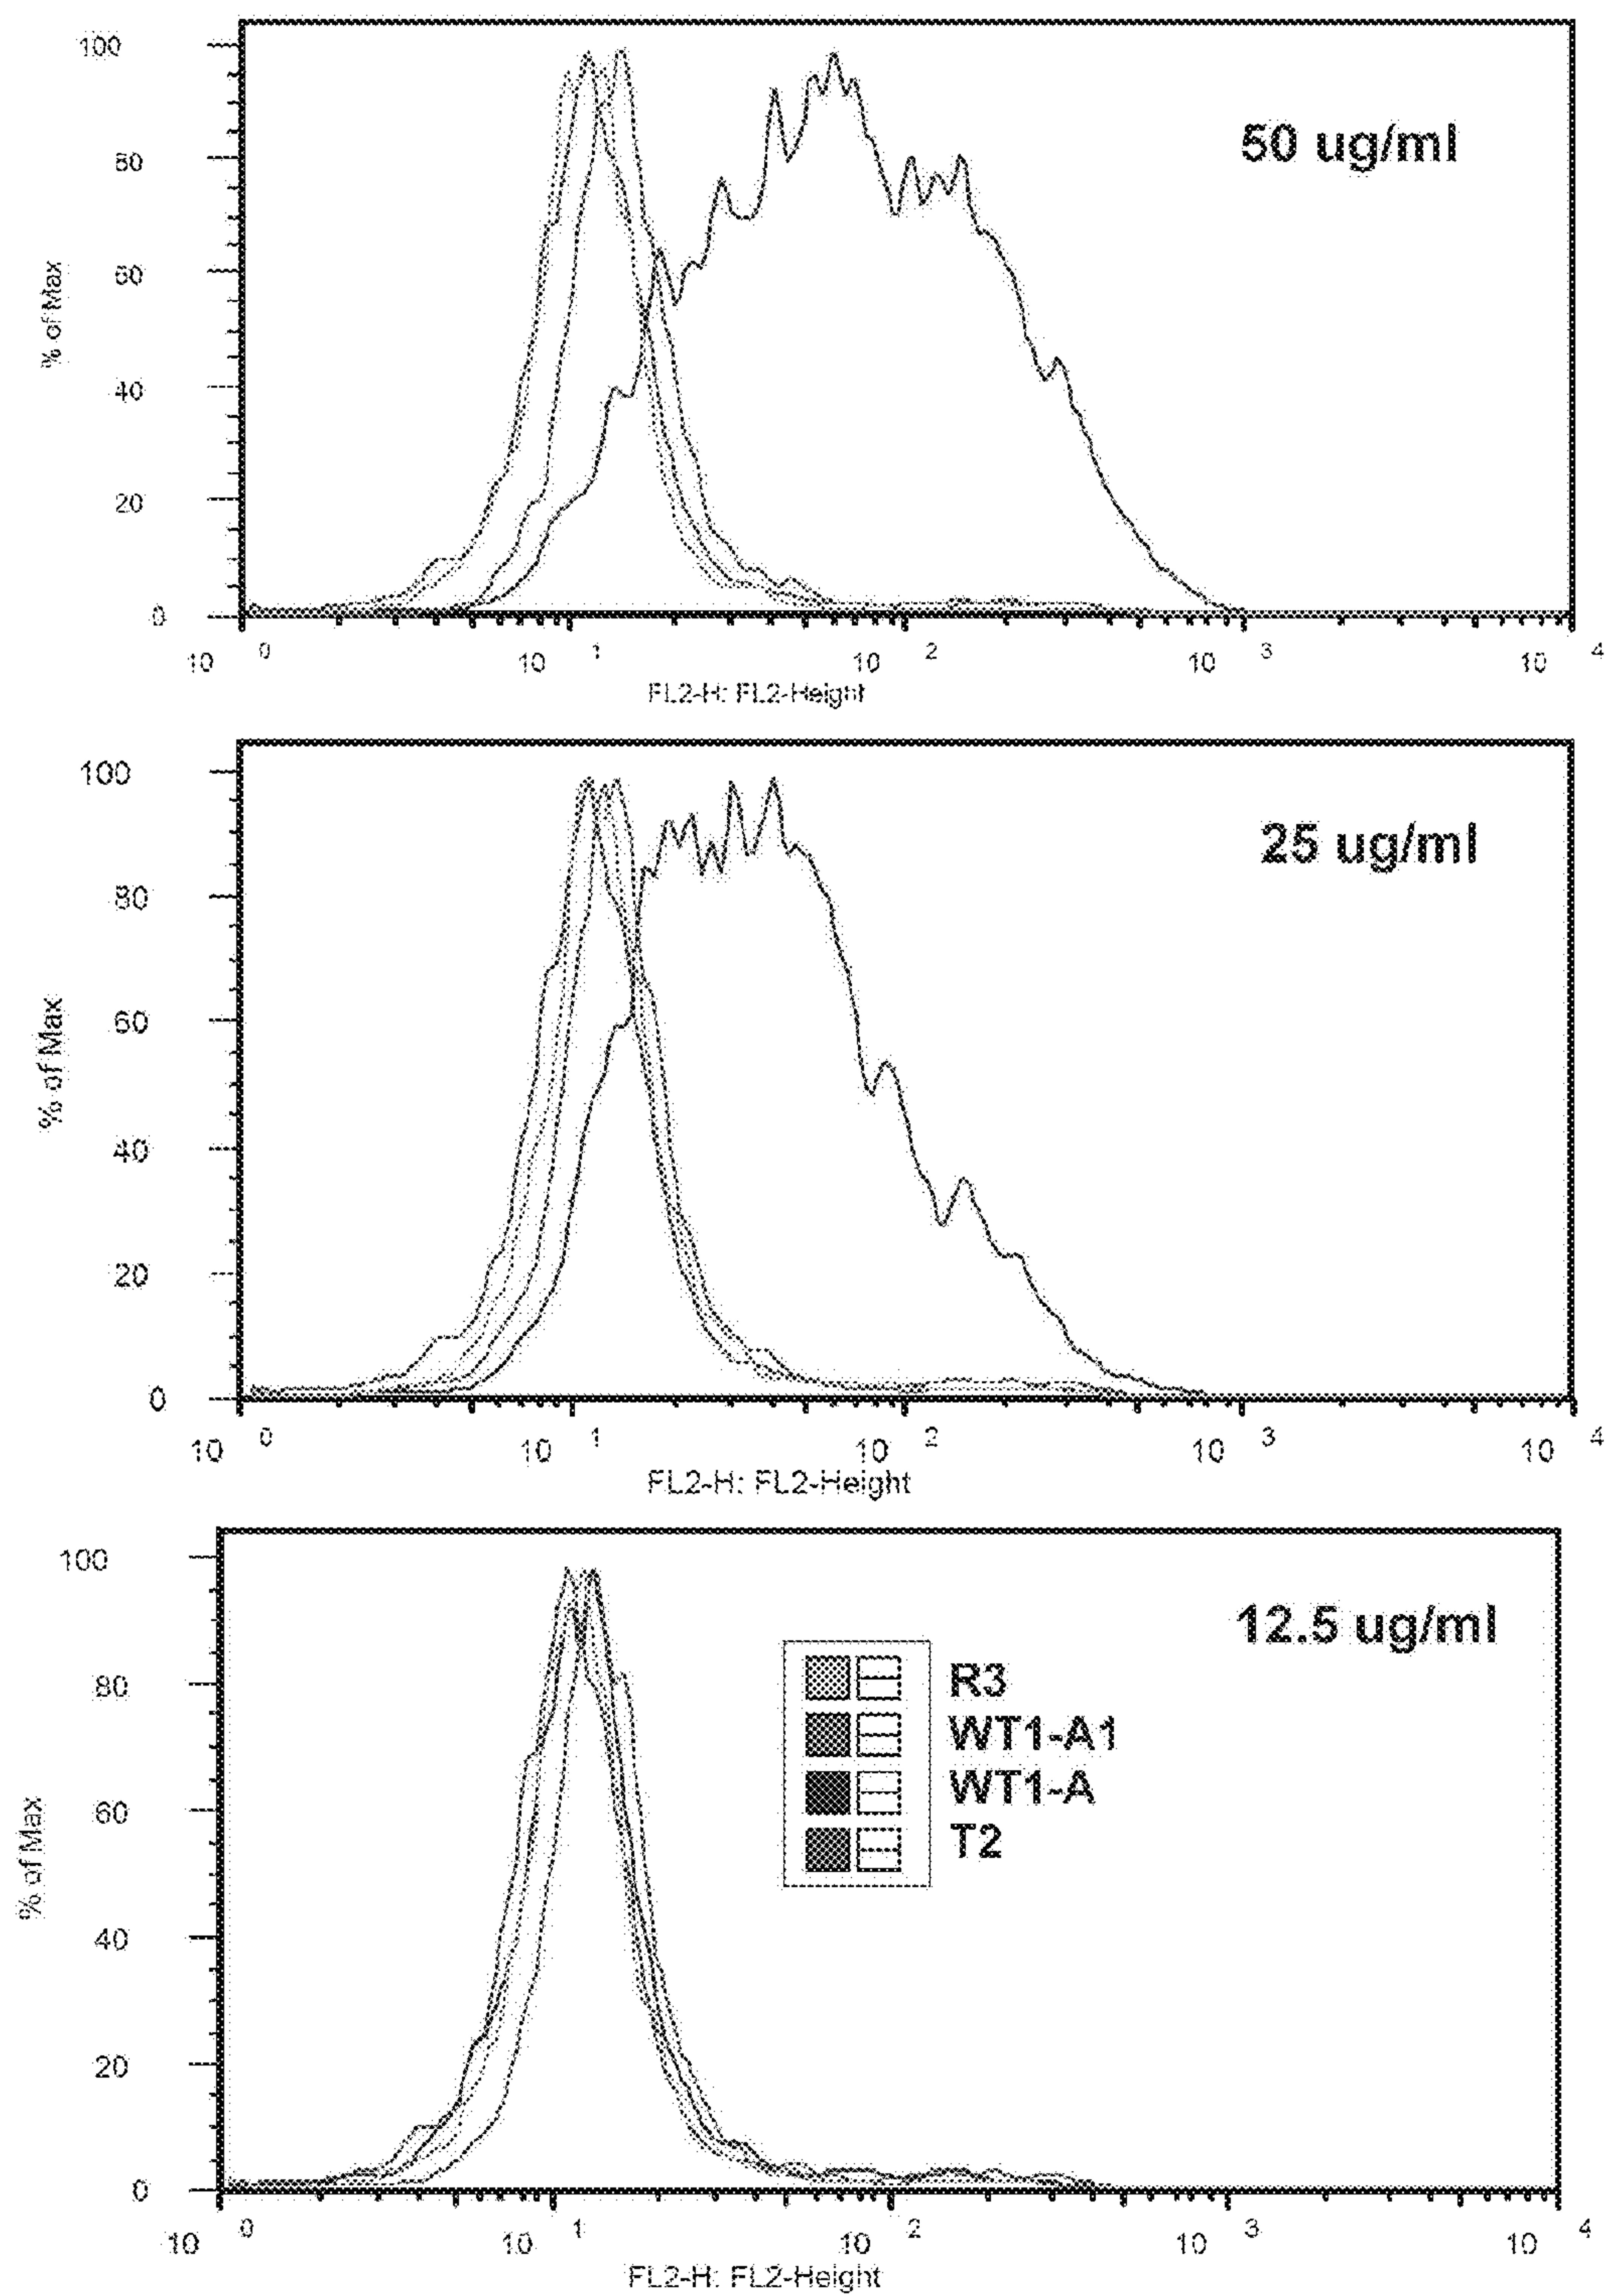 100
80
60
40
20
0
% of Max
50 ug/ml
10 0 10 1 10 2 10 3 10 4
FL2-H: FL2-Height
100
80
60
40
20
0
% of Max
25 ug/ml
10 0 10 1 10 2 10 3 10 4
FL2-H: FL2-Height
100
80
60
40
20
0
% of Max
12.5 ug/ml
R3
WT1-A1
WT1-A
T2
10 0 10 1 10 2 10 3 10 4
FL2-H: FL2-Height